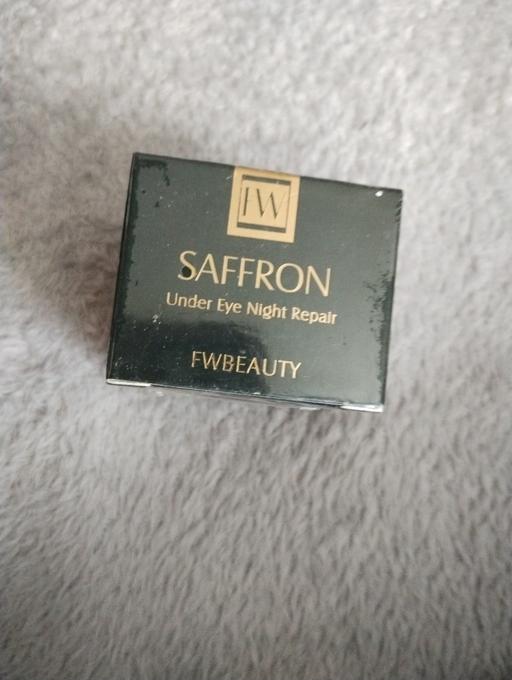 FW
SAFFRON
Under Eye Night Repair
FWBEAUTY